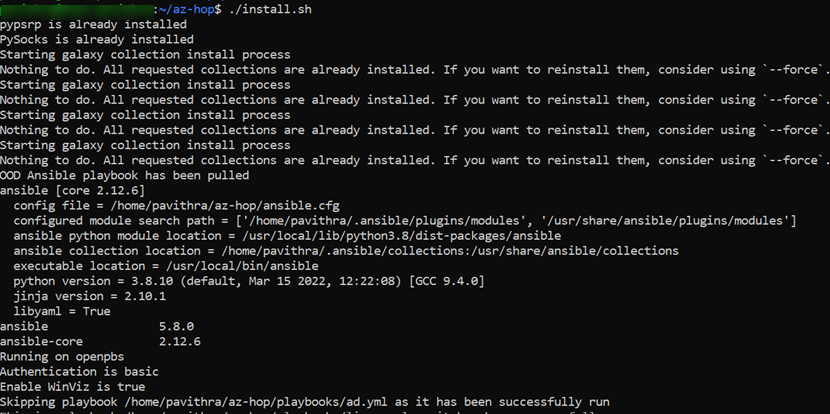 :~/az-hop$ ./install.sh
pypsrp is already installed
PySocks is already installed
Starting galaxy collection install process
Nothing to do. All requested collections are already installed. If you want to reinstall them, consider using `--force`.
Starting galaxy collection install process
Nothing to do. All requested collections are already installed. If you want to reinstall them, consider using `--force`.
Starting galaxy collection install process
Nothing to do. All requested collections are already installed. If you want to reinstall them, consider using `--force`.
Starting galaxy collection install process
Nothing to do. All requested collections are already installed. If you want to reinstall them, consider using `--force`.
OOD Ansible playbook has been pulled
ansible [core 2.12.6]
  config file = /home/pavithra/az-hop/ansible.cfg
  configured module search path = ['/home/pavithra/.ansible/plugins/modules', '/usr/share/ansible/plugins/modules']
  ansible python module location = /usr/local/lib/python3.8/dist-packages/ansible
  ansible collection location = /home/pavithra/.ansible/collections:/usr/share/ansible/collections
  executable location = /usr/local/bin/ansible
  python version = 3.8.10 (default, Mar 15 2022, 12:22:08) [GCC 9.4.0]
  jinja version = 2.10.1
  libyaml = True
ansible                5.8.0
ansible-core           2.12.6
Running on openpbs
Authentication is basic
Enable WinViz is true
Skipping playbook /home/pavithra/az-hop/playbooks/ad.yml as it has been successfully run